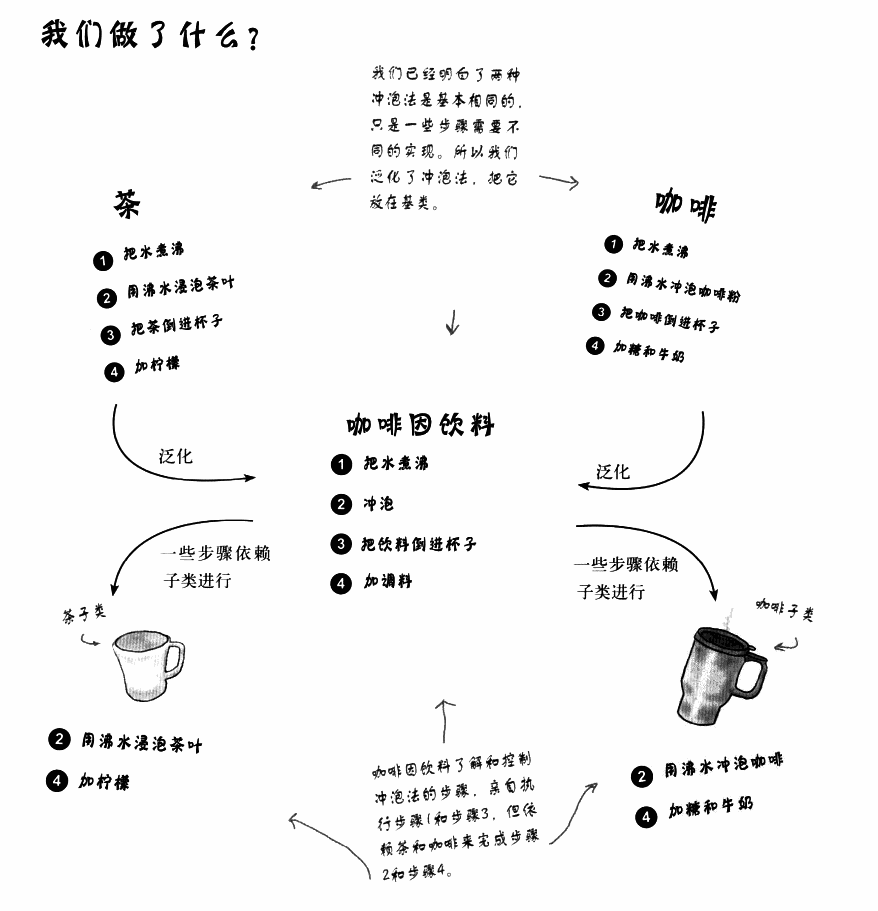 我们做了什么?
我们已经明白了两种
冲泡法是基本相同的，
只是一些步骤需要不
同的实现。所以我们
泛化了冲泡法，把它
放在基类。
茶
1 把水煮沸
2 用沸水浸泡茶叶
3 把茶倒进杯子
4 加柠檬
咖啡
1 把水煮沸
2 用沸水冲泡咖啡粉
3 把咖啡倒进杯子
4 加糖和牛奶
泛化
咖啡因饮料
1 把水煮沸
2 冲泡
3 把饮料倒进杯子
4 加调料
泛化
一些步骤依赖
子类进行
一些步骤依赖
子类进行
茶子类
咖啡子类
2 用沸水浸泡茶叶
4 加柠檬
咖啡因饮料了解和控制
冲泡法的步骤，亲自执
行步骤1和步骤3，但依
赖茶和咖啡来完成步骤
2和步骤4。
2 用沸水冲泡咖啡
4 加糖和牛奶